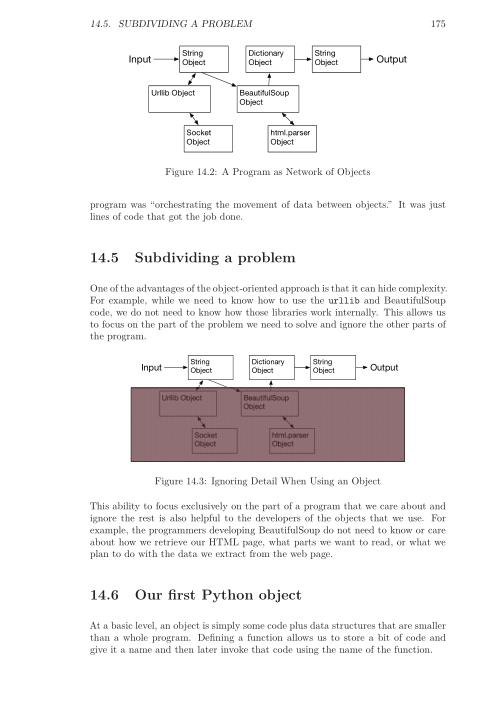 14.5. SUBDIVIDING A PROBLEM 175
Input String Object Dictionary Object String Object Output
Urllib Object BeautifulSoup Object
Socket Object html.parser Object
Figure 14.2: A Program as Network of Objects
program was “orchestrating the movement of data between objects.” It was just
lines of code that got the job done.
14.5 Subdividing a problem
One of the advantages of the object-oriented approach is that it can hide complexity.
For example, while we need to know how to use the urllib and BeautifulSoup
code, we do not need to know how those libraries work internally. This allows us
to focus on the part of the problem we need to solve and ignore the other parts of
the program.
Input String Object Dictionary Object String Object Output
Urllib Object BeautifulSoup Object
Socket Object html.parser Object
Figure 14.3: Ignoring Detail When Using an Object
This ability to focus exclusively on the part of a program that we care about and
ignore the rest is also helpful to the developers of the objects that we use. For
example, the programmers developing BeautifulSoup do not need to know or care
about how we retrieve our HTML page, what parts we want to read, or what we
plan to do with the data we extract from the web page.
14.6 Our first Python object
At a basic level, an object is simply some code plus data structures that are smaller
than a whole program. Defining a function allows us to store a bit of code and
give it a name and then later invoke that code using the name of the function.